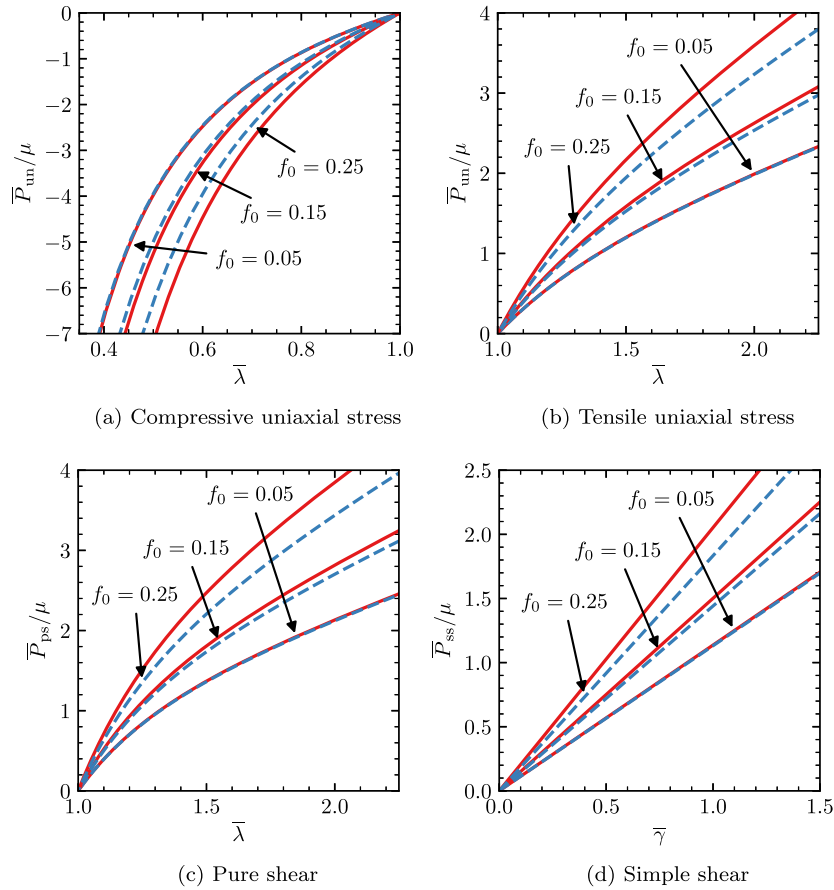 0
−1
−2
−3
−4
−5
−6
−7
P̅un/μ
f0 = 0.25
f0 = 0.15
f0 = 0.05
0.4 0.6 0.8 1.0
λ̅
(a) Compressive uniaxial stress
4
3
2
1
0
P̅un/μ
f0 = 0.05
f0 = 0.15
f0 = 0.25
1.0 1.5 2.0
λ̅
(b) Tensile uniaxial stress
4
3
2
1
0
P̅ps/μ
f0 = 0.05
f0 = 0.15
f0 = 0.25
1.0 1.5 2.0
λ̅
(c) Pure shear
2.5
2.0
1.5
1.0
0.5
0.0
P̅ss/μ
f0 = 0.05
f0 = 0.15
f0 = 0.25
0.0 0.5 1.0 1.5
γ̅
(d) Simple shear